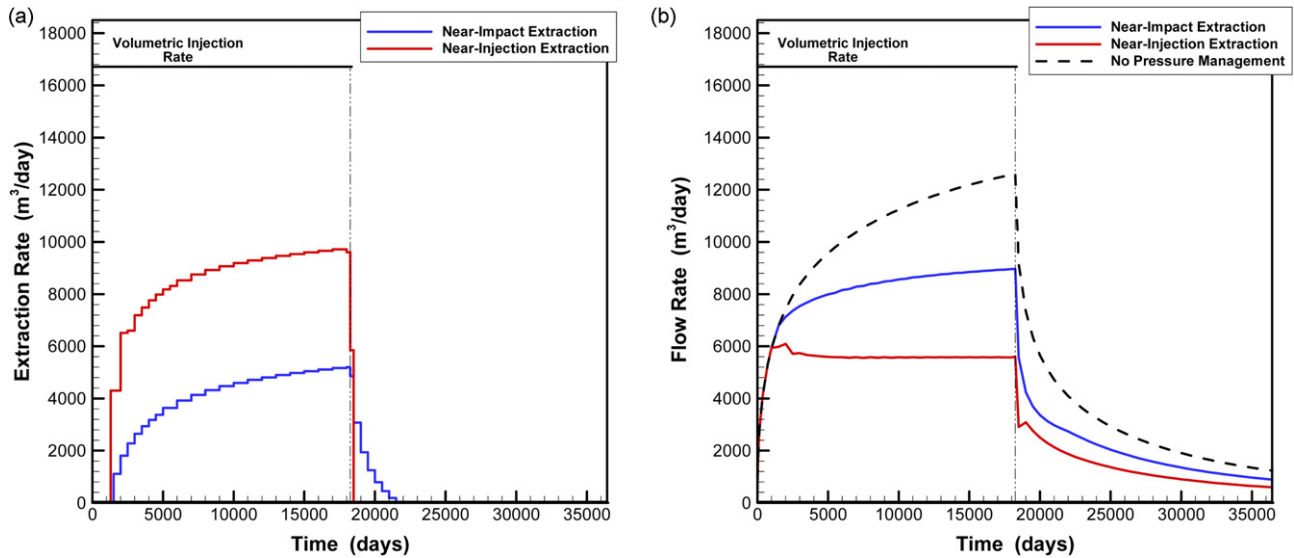 (a)
Near-Impact Extraction
Near-Injection Extraction
Volumetric Injection
Rate
18000
16000
14000
12000
10000
8000
6000
4000
2000
0
Extraction Rate (m³/day)
0 5000 10000 15000 20000 25000 30000 35000
Time (days)
(b)
Near-Impact Extraction
Near-Injection Extraction
No Pressure Management
Volumetric Injection
Rate
18000
16000
14000
12000
10000
8000
6000
4000
2000
0
Flow Rate (m³/day)
0 5000 10000 15000 20000 25000 30000 35000
Time (days)